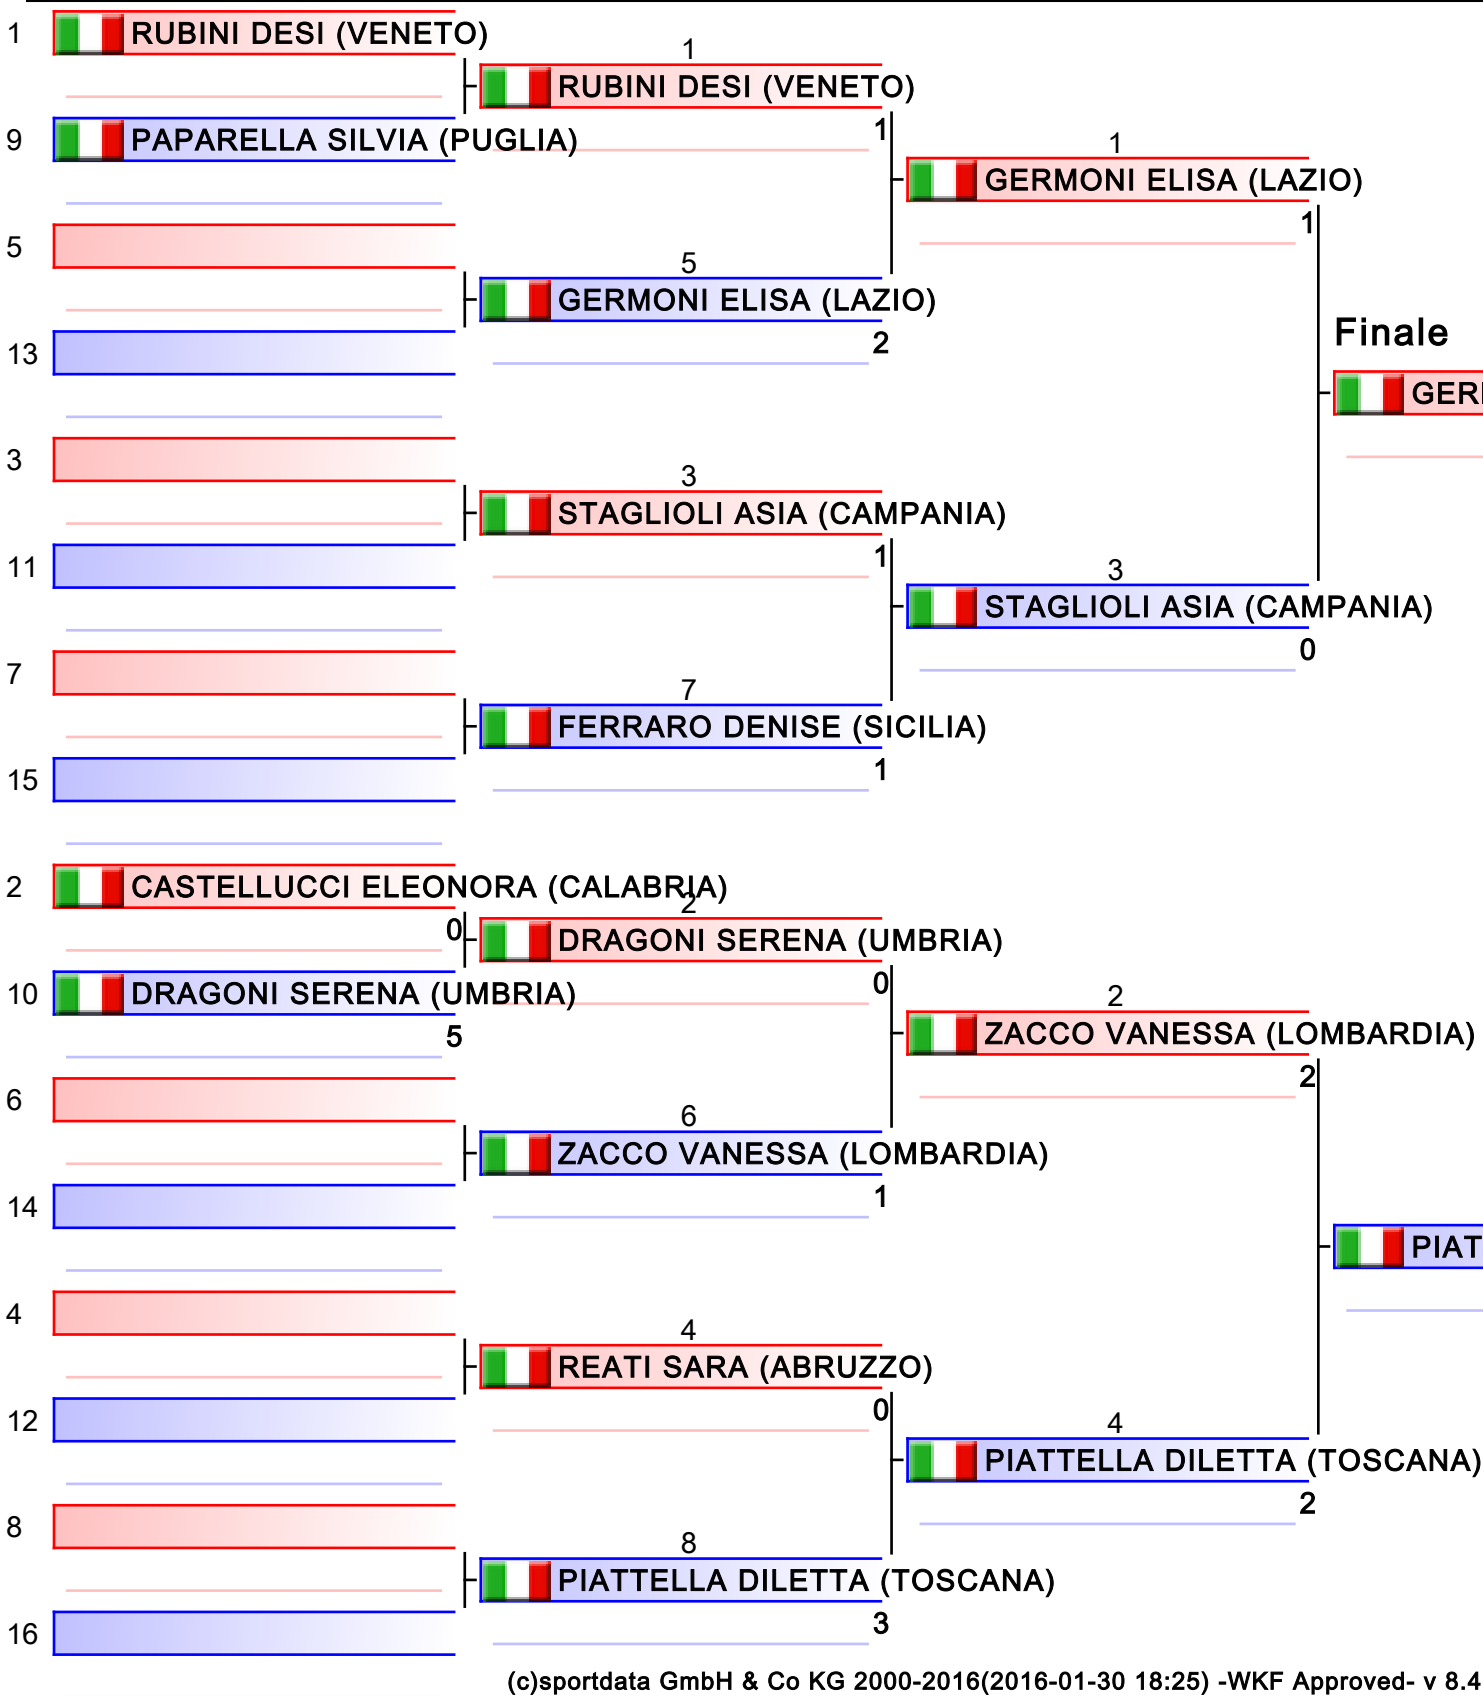 1 RUBINI DESI (VENETO)
1
RUBINI DESI (VENETO)
1
9 PAPARELLA SILVIA (PUGLIA)
1
GERMONI ELISA (LAZIO)
1
5
5
GERMONI ELISA (LAZIO)
2
13
Finale
GER
3
3
STAGLIOLI ASIA (CAMPANIA)
1
11
3
STAGLIOLI ASIA (CAMPANIA)
0
7
7
FERRARO DENISE (SICILIA)
1
15
2 CASTELLUCCI ELEONORA (CALABRIA)
0
2
DRAGONI SERENA (UMBRIA)
0
10 DRAGONI SERENA (UMBRIA)
5
2
ZACCO VANESSA (LOMBARDIA)
2
6
6
ZACCO VANESSA (LOMBARDIA)
1
14
PIAT
4
4
REATI SARA (ABRUZZO)
0
12
4
PIATTELLA DILETTA (TOSCANA)
2
8
8
PIATTELLA DILETTA (TOSCANA)
3
16
(c)sportdata GmbH & Co KG 2000-2016(2016-01-30 18:25) -WKF Approved- v 8.4